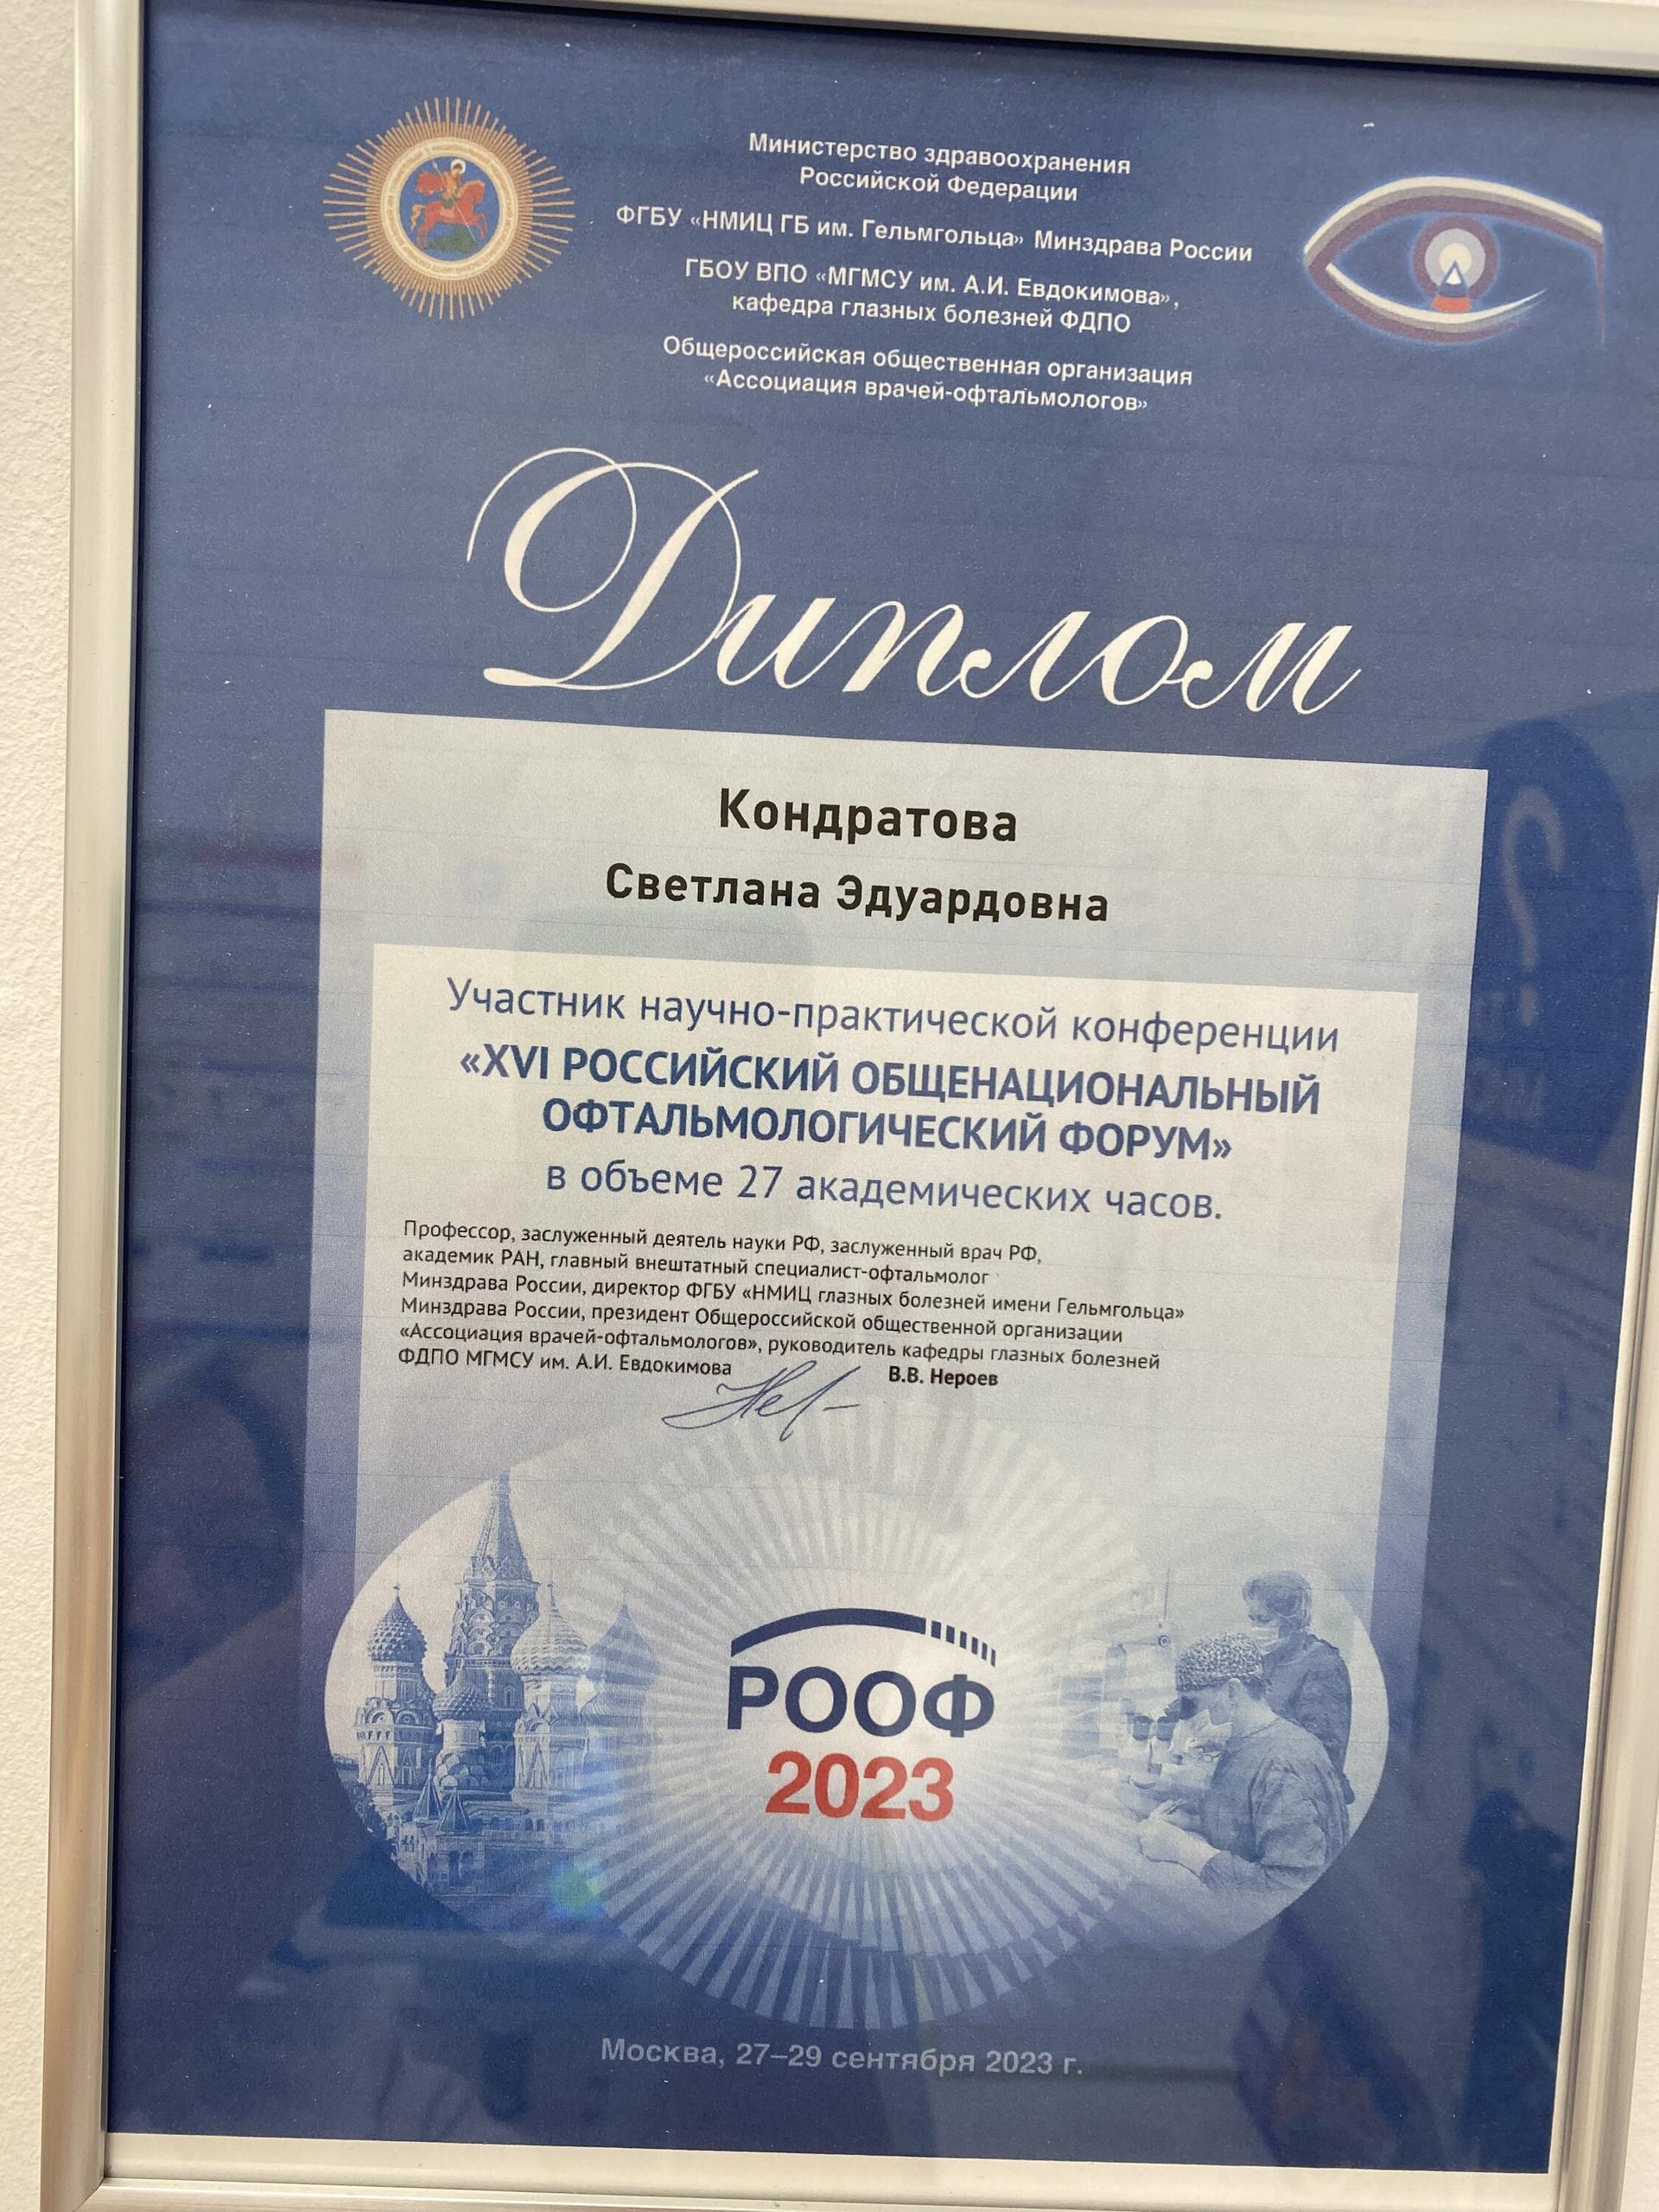 Министерство здравоохранения
Российской Федерации
ФГБУ «НМИЦ ГБ им. Гельмгольца» Минздрава России
ГБОУ ВПО «МГМСУ им. А.И. Евдокимова»,
кафедра глазных болезней ФДПО
Общероссийская общественная организация
«Ассоциация врачей-офтальмологов»
Диплом
Кондратова
Светлана Эдуардовна
Участник научно-практической конференции
«XVI РОССИЙСКИЙ ОБЩЕНАЦИОНАЛЬНЫЙ
ОФТАЛЬМОЛОГИЧЕСКИЙ ФОРУМ»
в объеме 27 академических часов.
Профессор, заслуженный деятель науки РФ, заслуженный врач РФ,
академик РАН, главный внештатный специалист-офтальмолог
Минздрава России, директор ФГБУ «НМИЦ глазных болезней имени Гельмгольца»
Минздрава России, президент Общероссийской общественной организации
«Ассоциация врачей-офтальмологов», руководитель кафедры глазных болезней
ФДПО МГМСУ им. А.И. Евдокимова В.В. Нероев
РООФ
2023
Москва, 27–29 сентября 2023 г.